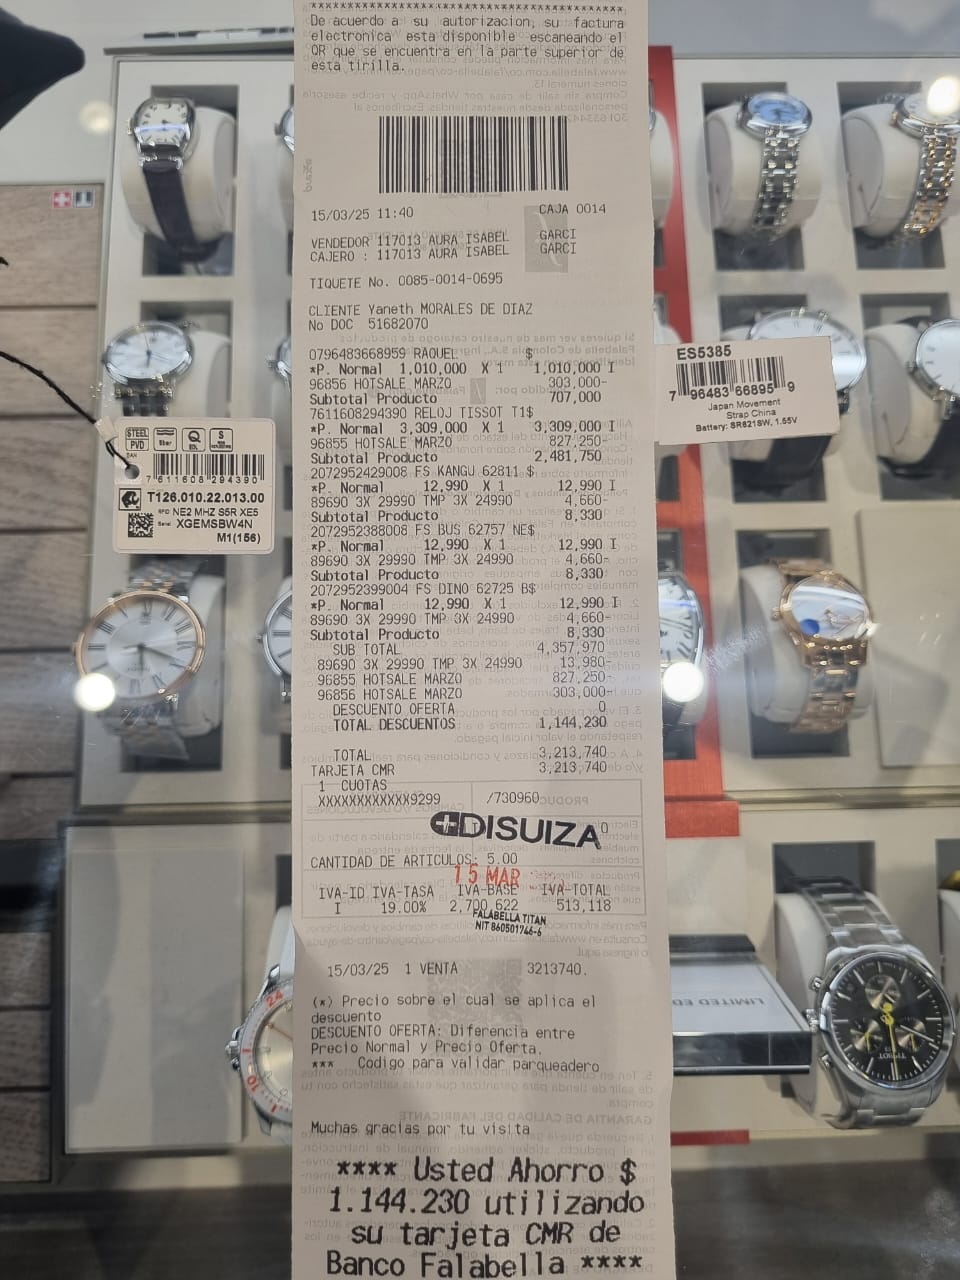 De acuerdo a su autorizacion, su factura
electronica esta disponible escaneando el
QR que se encuentra en la parte superior de
esta tirilla.
15/03/25 11:40 CAJA 0014
VENDEDOR 117013 AURA ISABEL GARCI
CAJERO : 117013 AURA ISABEL GARCI
TIQUETE No. 0085-0014-0695
CLIENTE Yaneth MORALES DE DIAZ
No DOC 51682070
0796483668959 RAQUEL $
*P. Normal 1,010,000 X 1 1,010,000 I
96856 HOTSALE MARZO 303,000-
Subtotal Producto 707,000
7611608294390 RELOJ TISSOT T1$
*P. Normal 3,309,000 X 1 3,309,000 I
96855 HOTSALE MARZO 827,250-
Subtotal Producto 2,481,750
2072952429008 FS KANGU 62811 $
*P. Normal 12,990 X 1 12,990 I
89690 3X 29990 TMP 3X 24990 4,660-
Subtotal Producto 8,330
2072952388008 FS BUS 62757 NE$
*P. Normal 12,990 X 1 12,990 I
89690 3X 29990 TMP 3X 24990 4,660-
Subtotal Producto 8,330
2072952399004 FS DINO 62725 B$
*P. Normal 12,990 X 1 12,990 I
89690 3X 29990 TMP 3X 24990 4,660-
Subtotal Producto 8,330
SUB TOTAL 4,357,970
89690 3X 29990 TMP 3X 24990 13,980-
96855 HOTSALE MARZO 827,250-
96856 HOTSALE MARZO 303,000-
DESCUENTO OFERTA 0
TOTAL DESCUENTOS 1,144,230
TOTAL 3,213,740
TARJETA CMR 3,213,740
1 CUOTAS
XXXXXXXXXXXX9299 /730960
DISUIZA
CANTIDAD DE ARTICULOS: 5.00
15 MAR
IVA-ID IVA-TASA IVA-BASE IVA-TOTAL
I 19.00% 2,700,622 513,118
FALABELLA TITAN
NIT 860501746-6
15/03/25 1 VENTA 3213740.
(*) Precio sobre el cual se aplica el
descuento
DESCUENTO OFERTA: Diferencia entre
Precio Normal y Precio Oferta.
*** Codigo para validar parqueadero
Muchas gracias por tu visita
**** Usted Ahorro $
1.144.230 utilizando
su tarjeta CMR de
Banco Falabella ****
STEEL
PVD
5bar
Q
S
7 611608 294390
T126.010.22.013.00
NE2 MHZ S5R XE5
XGEMSBW4N
M1(156)
ES5385
7 96483 66895 9
Japan Movement
Strap China
Battery: SR621SW, 1.55V
LIMITED
TISSOT